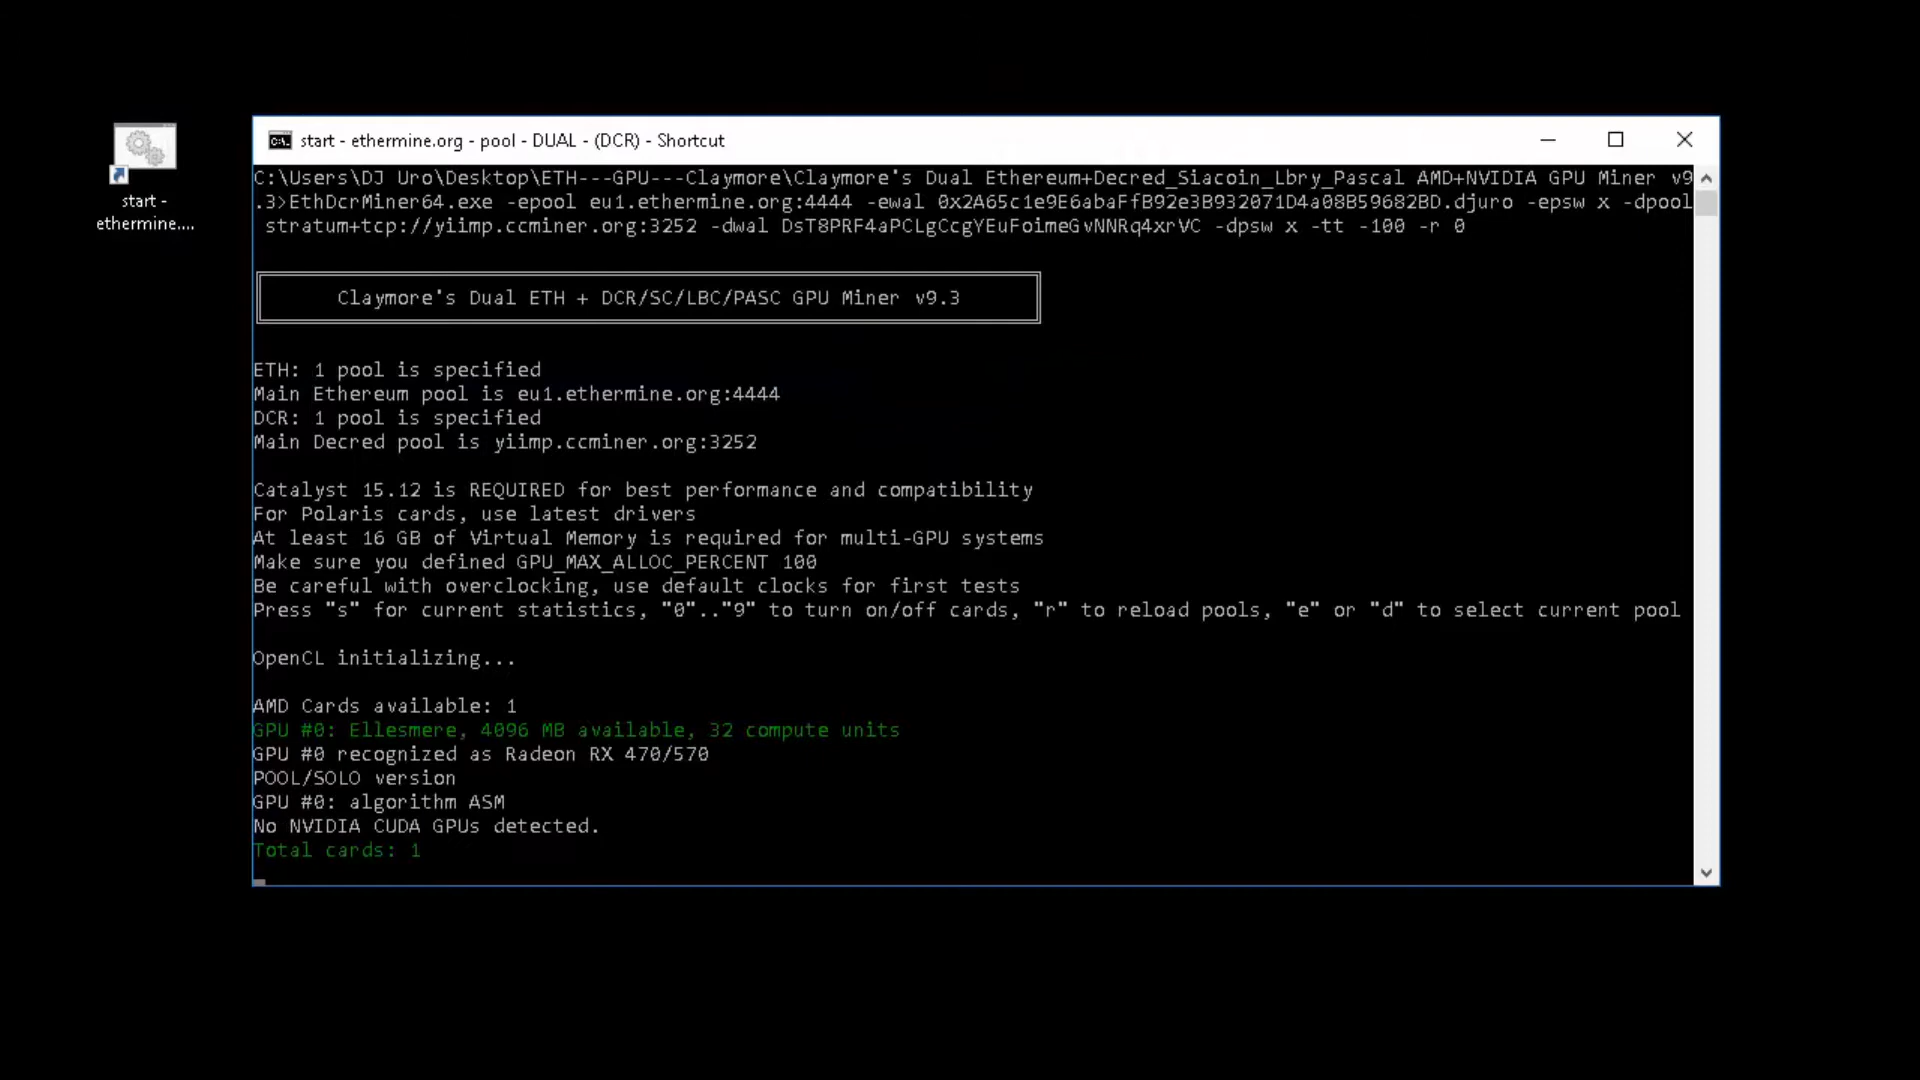 start - ethermine.org - pool - DUAL - (DCR) - Shortcut
start -
ethermine....
C:\Users\DJ Uro\Desktop\ETH---GPU---Claymore\Claymore's Dual Ethereum+Decred_Siacoin_Lbry_Pascal AMD+NVIDIA GPU Miner v9
.3>EthDcrMiner64.exe -epool eu1.ethermine.org:4444 -ewal 0x2A65c1e9E6abaFfB92e3B932071D4a08B59682BD.djuro -epsw x -dpool
stratum+tcp://yiimp.ccminer.org:3252 -dwal DsT8PRF4aPCLgCcgYEuFoimeGvNNRq4xrVC -dpsw x -tt -100 -r 0
Claymore's Dual ETH + DCR/SC/LBC/PASC GPU Miner v9.3
ETH: 1 pool is specified
Main Ethereum pool is eu1.ethermine.org:4444
DCR: 1 pool is specified
Main Decred pool is yiimp.ccminer.org:3252
Catalyst 15.12 is REQUIRED for best performance and compatibility
For Polaris cards, use latest drivers
At least 16 GB of Virtual Memory is required for multi-GPU systems
Make sure you defined GPU_MAX_ALLOC_PERCENT 100
Be careful with overclocking, use default clocks for first tests
Press "s" for current statistics, "0".."9" to turn on/off cards, "r" to reload pools, "e" or "d" to select current pool
OpenCL initializing...
AMD Cards available: 1
GPU #0: Ellesmere, 4096 MB available, 32 compute units
GPU #0 recognized as Radeon RX 470/570
POOL/SOLO version
GPU #0: algorithm ASM
No NVIDIA CUDA GPUs detected.
Total cards: 1